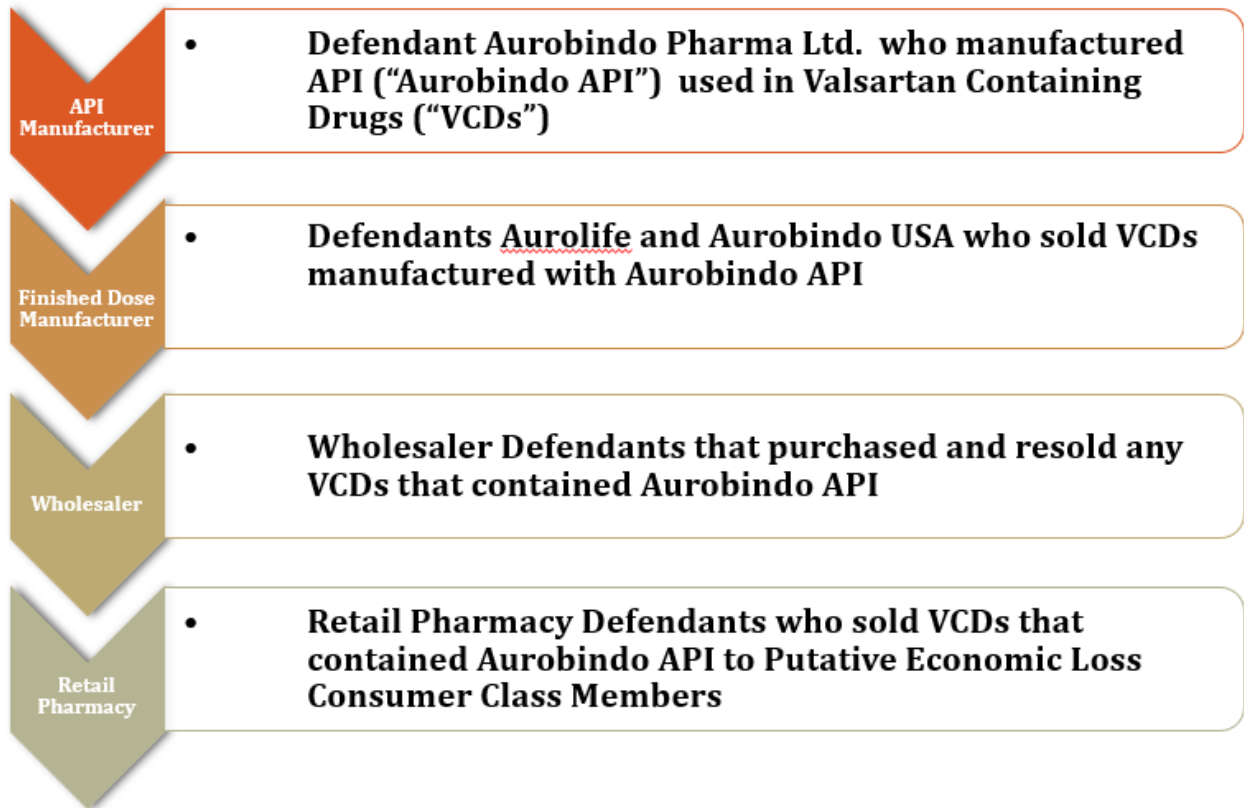 API
Manufacturer
• Defendant Aurobindo Pharma Ltd.  who manufactured
API (“Aurobindo API”)  used in Valsartan Containing
Drugs (“VCDs”)
Finished Dose
Manufacturer
• Defendants Aurolife and Aurobindo USA who sold VCDs
manufactured with Aurobindo API
Wholesaler
• Wholesaler Defendants that purchased and resold any
VCDs that contained Aurobindo API
Retail
Pharmacy
• Retail Pharmacy Defendants who sold VCDs that
contained Aurobindo API to Putative Economic Loss
Consumer Class Members